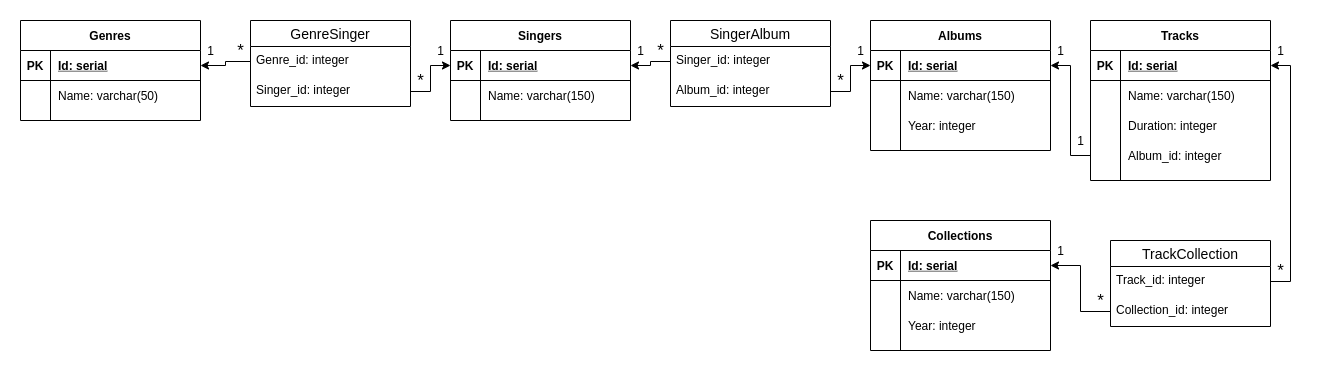 Genres
PK Id: serial
Name: varchar(50)
1
*
GenreSinger
Genre_id: integer
Singer_id: integer
*
1
Singers
PK Id: serial
Name: varchar(150)
1
*
SingerAlbum
Singer_id: integer
Album_id: integer
*
1
Albums
PK Id: serial
Name: varchar(150)
Year: integer
1
1
Tracks
PK Id: serial
Name: varchar(150)
Duration: integer
Album_id: integer
1
Collections
PK Id: serial
Name: varchar(150)
Year: integer
1
*
TrackCollection
Track_id: integer
Collection_id: integer
*